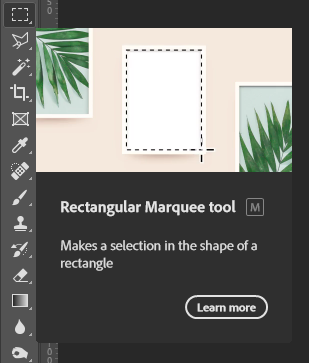 Rectangular Marquee tool M
Makes a selection in the shape of a
rectangle
Learn more